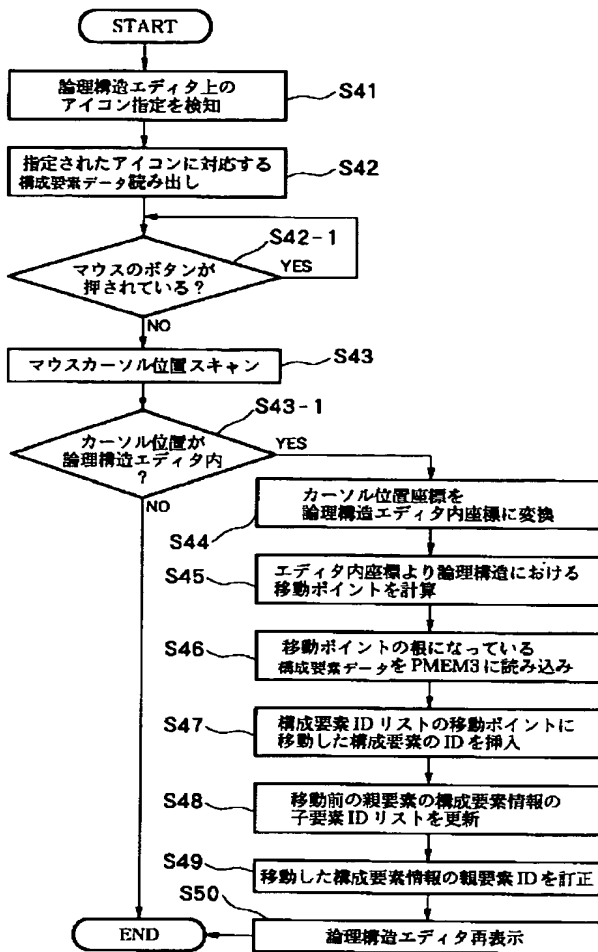 START
論理構造エディタ上の
アイコン指定を検知
S41
指定されたアイコンに対応する
構成要素データ読み出し
S42
S42-1
マウスのボタンが
押されている?
YES
NO
マウスカーソル位置スキャン
S43
S43-1
カーソル位置が
論理構造エディタ内
?
YES
NO
カーソル位置座標を
論理構造エディタ内座標に変換
S44
エディタ内座標より論理構造における
移動ポイントを計算
S45
移動ポイントの根になっている
構成要素データをPMEM3に読み込み
S46
構成要素IDリストの移動ポイントに
移動した構成要素のIDを挿入
S47
移動前の親要素の構成要素情報の
子要素IDリストを更新
S48
移動した構成要素情報の親要素IDを訂正
S49
論理構造エディタ再表示
S50
END